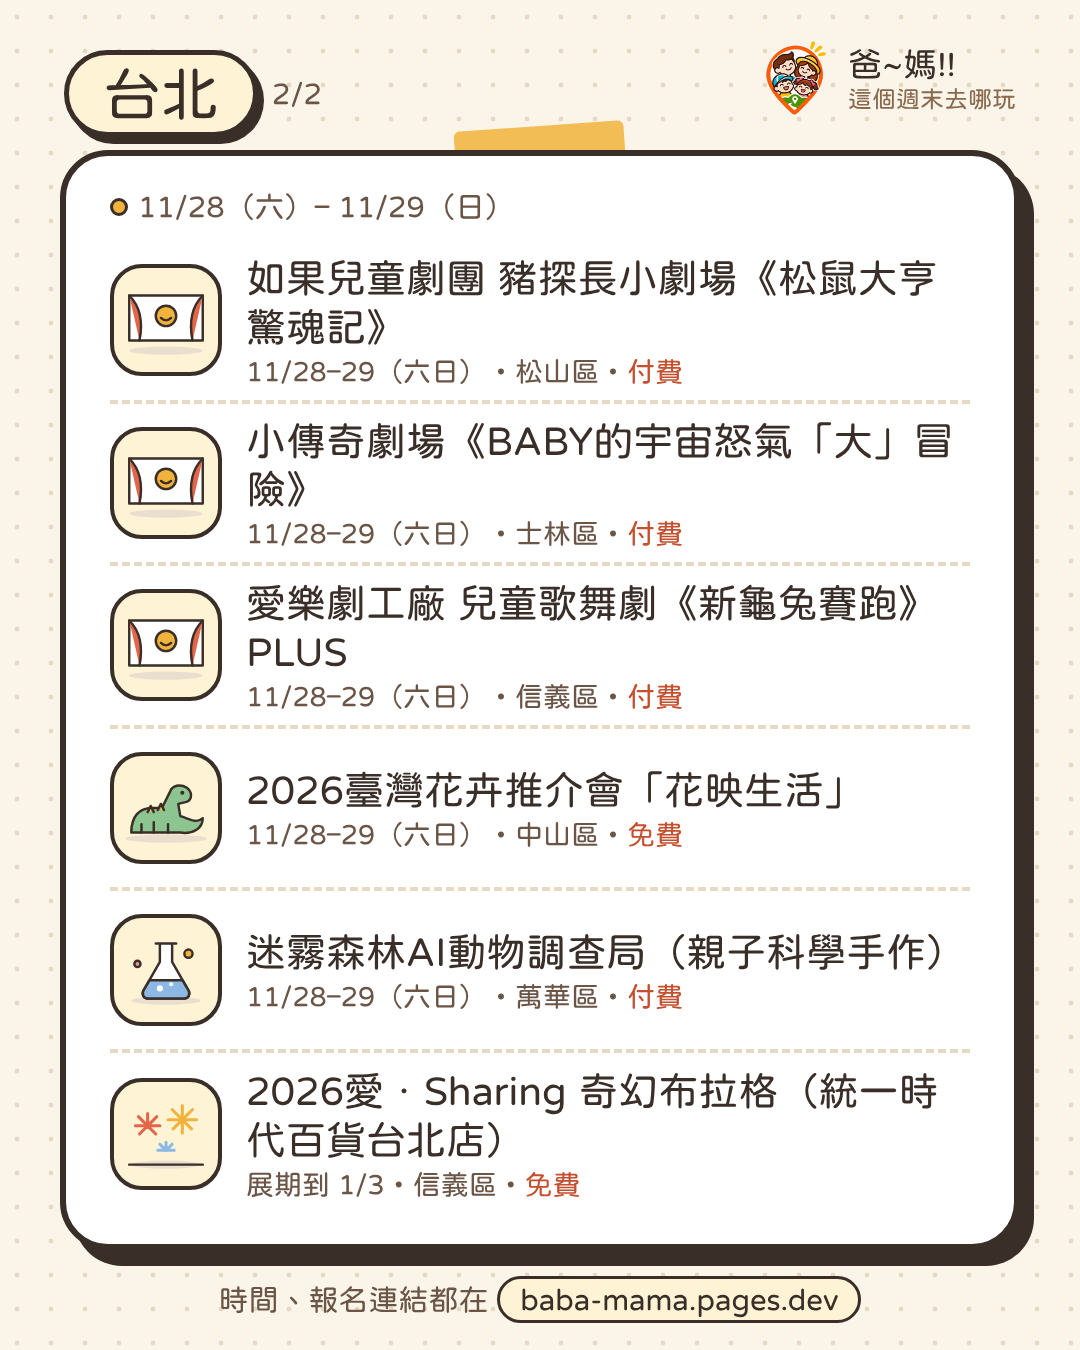 台北
2/2
爸~媽!!
這個週末去哪玩
11/28（六）– 11/29（日）
如果兒童劇團 豬探長小劇場《松鼠大亨
驚魂記》
11/28–29（六日）・松山區・付費
小傳奇劇場《BABY的宇宙怒氣「大」冒
險》
11/28–29（六日）・士林區・付費
愛樂劇工廠 兒童歌舞劇《新龜兔賽跑》
PLUS
11/28–29（六日）・信義區・付費
2026臺灣花卉推介會「花映生活」
11/28–29（六日）・中山區・免費
迷霧森林AI動物調查局（親子科學手作）
11/28–29（六日）・萬華區・付費
2026愛 · Sharing 奇幻布拉格（統一時
代百貨台北店）
展期到 1/3・信義區・免費
時間、報名連結都在 baba-mama.pages.dev